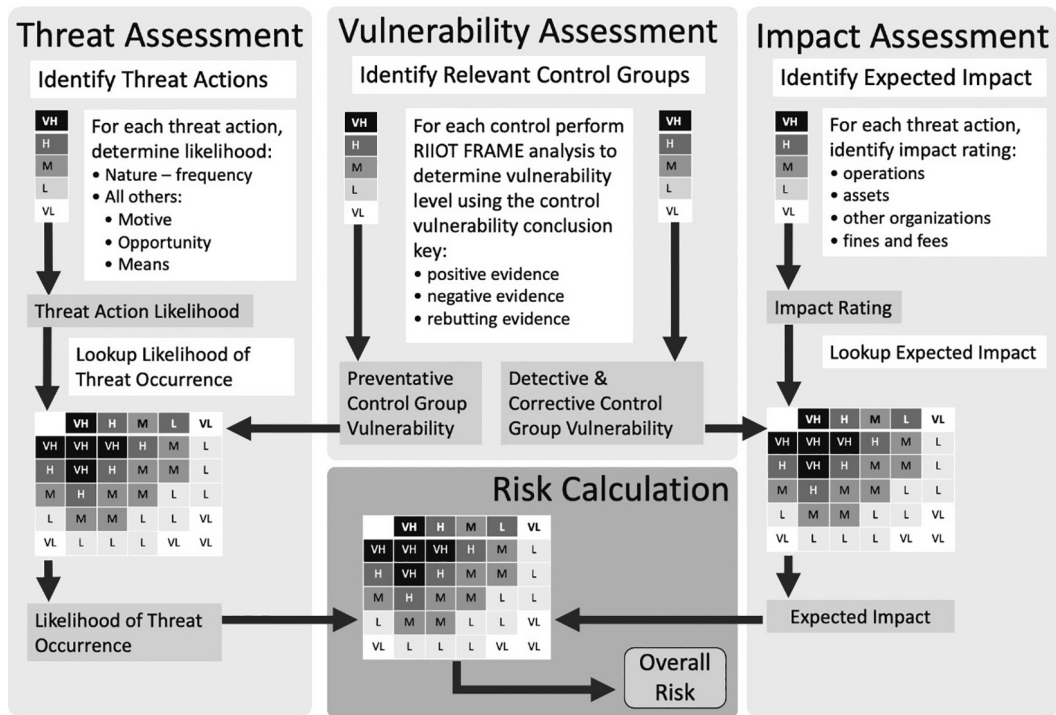 Threat Assessment
Identify Threat Actions
VH
H
M
L
VL
For each threat action,
determine likelihood:
• Nature – frequency
• All others:
• Motive
• Opportunity
• Means
Threat Action Likelihood
Lookup Likelihood of
Threat Occurrence
VH H M L VL
VH VH VH H M L
H VH H M M L
M H M M L L
L M M L L VL
VL L L L VL VL
Likelihood of Threat
Occurrence
Vulnerability Assessment
Identify Relevant Control Groups
VH
H
M
L
VL
For each control perform
RIIOT FRAME analysis to
determine vulnerability
level using the control
vulnerability conclusion
key:
• positive evidence
• negative evidence
• rebutting evidence
VH
H
M
L
VL
Preventative
Control Group
Vulnerability
Detective &
Corrective Control
Group Vulnerability
Impact Assessment
Identify Expected Impact
VH
H
M
L
VL
For each threat action,
identify impact rating:
• operations
• assets
• other organizations
• fines and fees
Impact Rating
Lookup Expected Impact
VH H M L VL
VH VH VH H M L
H VH H M M L
M H M M L L
L M M L L VL
VL L L L VL VL
Expected Impact
Risk Calculation
VH H M L VL
VH VH VH H M L
H VH H M M L
M H M M L L
L M M L L VL
VL L L L VL VL
Overall
Risk